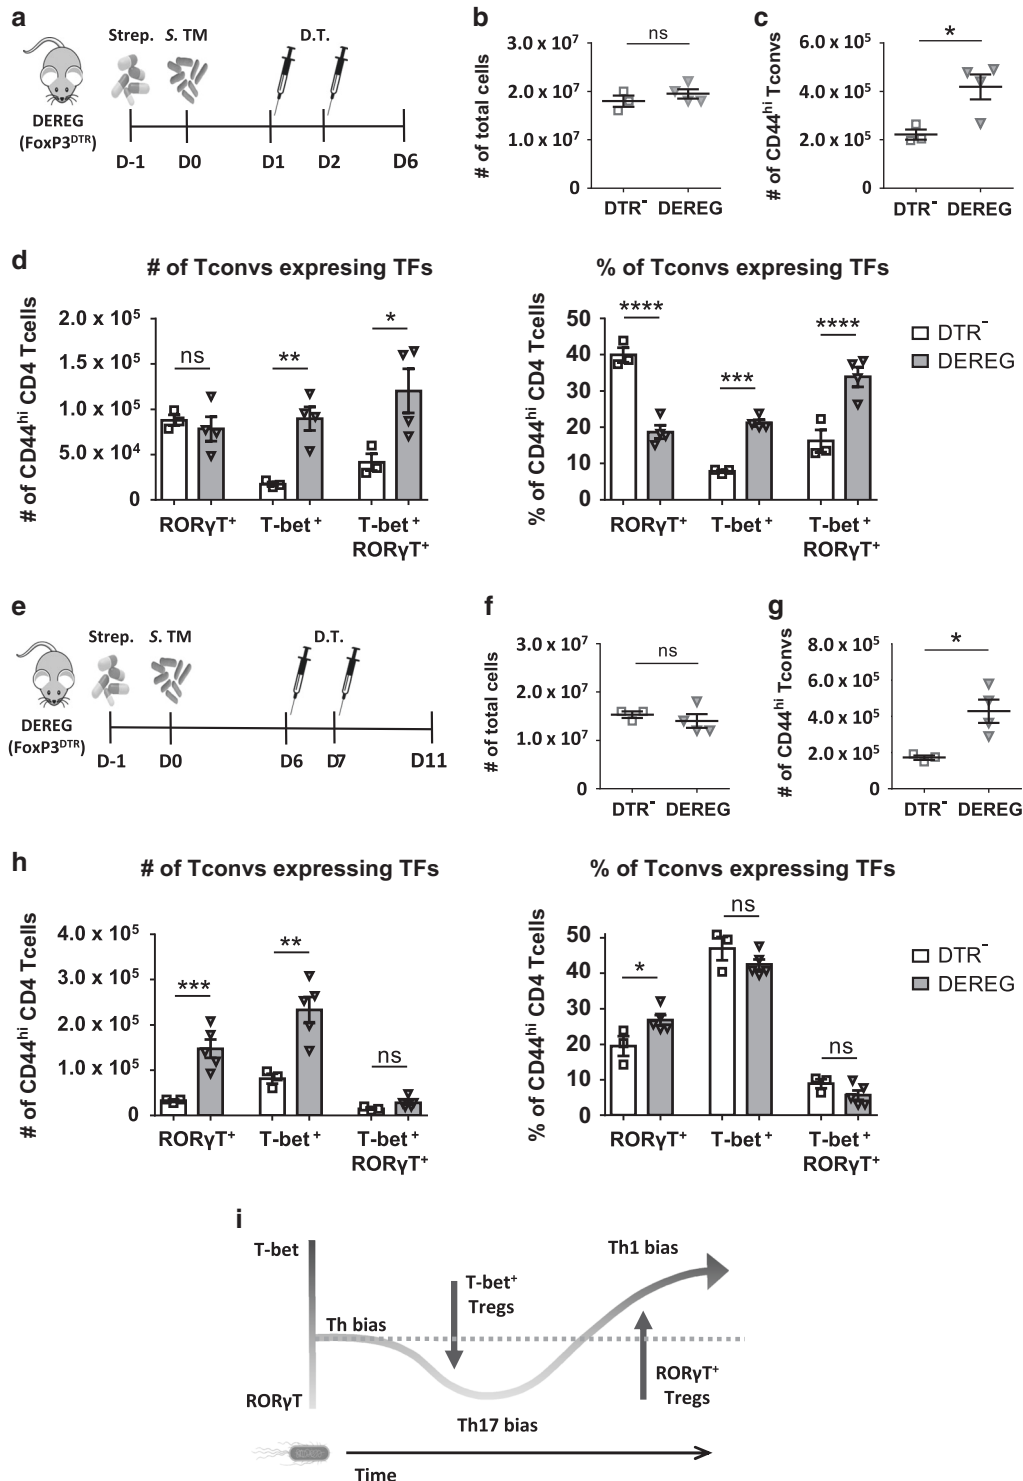 a
Strep. S. TM D.T.
DEREG
(FoxP3DTR)
D-1 D0 D1 D2 D6
b
# of total cells
3.0 x 10⁷
2.0 x 10⁷
1.0 x 10⁷
0
ns
DTR⁻ DEREG
c
# of CD44ʰⁱ Tconvs
6.0 x 10⁵
4.0 x 10⁵
2.0 x 10⁵
0
*
DTR⁻ DEREG
d
# of Tconvs expresing TFs
# of CD44ʰⁱ CD4 Tcells
2.0 x 10⁵
1.5 x 10⁵
1.0 x 10⁵
5.0 x 10⁴
0
ns ** *
RORγT⁺ T-bet⁺ T-bet⁺
RORγT⁺
% of Tconvs expresing TFs
% of CD44ʰⁱ CD4 Tcells
50
40
30
20
10
0
**** *** ****
RORγT⁺ T-bet⁺ T-bet⁺
RORγT⁺
DTR⁻
DEREG
e
Strep. S. TM D.T.
DEREG
(FoxP3DTR)
D-1 D0 D6 D7 D11
f
# of total cells
3.0 x 10⁷
2.0 x 10⁷
1.0 x 10⁷
0
ns
DTR⁻ DEREG
g
# of CD44ʰⁱ Tconvs
8.0 x 10⁵
6.0 x 10⁵
4.0 x 10⁵
2.0 x 10⁵
0
*
DTR⁻ DEREG
h
# of Tconvs expressing TFs
# of CD44ʰⁱ CD4 Tcells
4.0 x 10⁵
3.0 x 10⁵
2.0 x 10⁵
1.0 x 10⁵
0
*** ** ns
RORγT⁺ T-bet⁺ T-bet⁺
RORγT⁺
% of Tconvs expressing TFs
% of CD44ʰⁱ CD4 Tcells
50
40
30
20
10
0
* ns ns
RORγT⁺ T-bet⁺ T-bet⁺
RORγT⁺
DTR⁻
DEREG
i
T-bet
RORγT
Th bias
T-bet⁺
Tregs
Th17 bias
Th1 bias
RORγT⁺
Tregs
Time